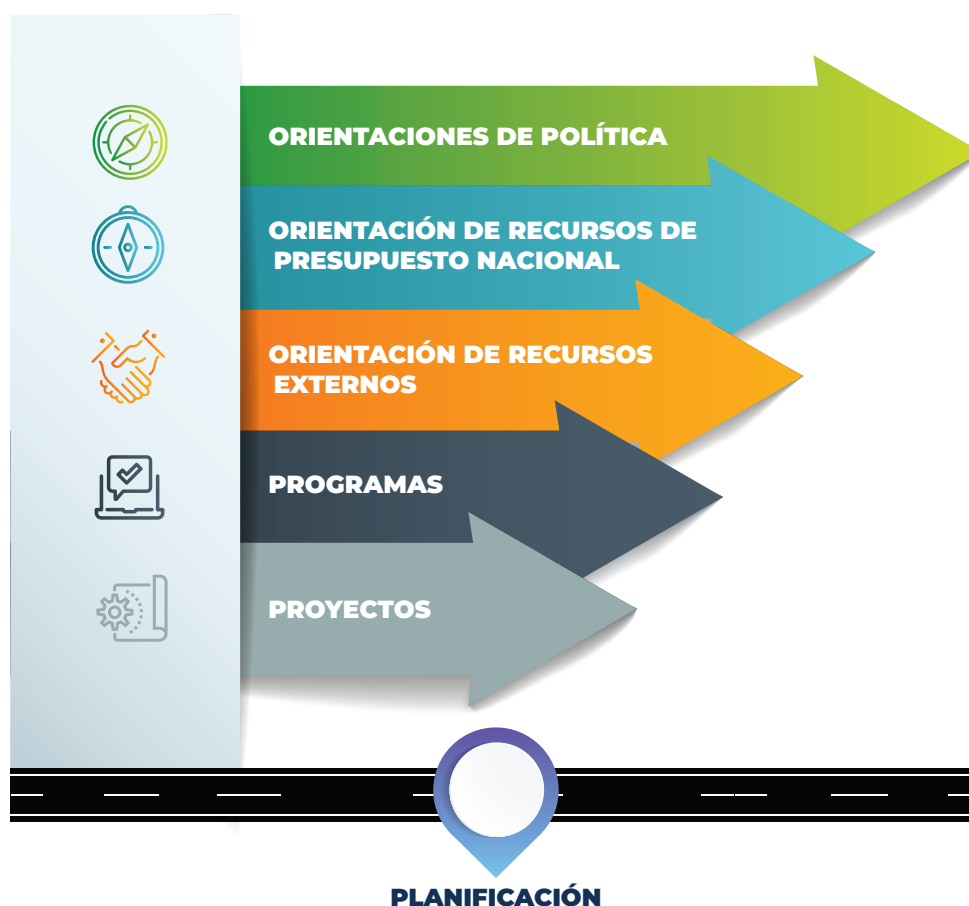 ORIENTACIONES DE POLÍTICA
ORIENTACIÓN DE RECURSOS DE
PRESUPUESTO NACIONAL
ORIENTACIÓN DE RECURSOS
EXTERNOS
PROGRAMAS
PROYECTOS
PLANIFICACIÓN